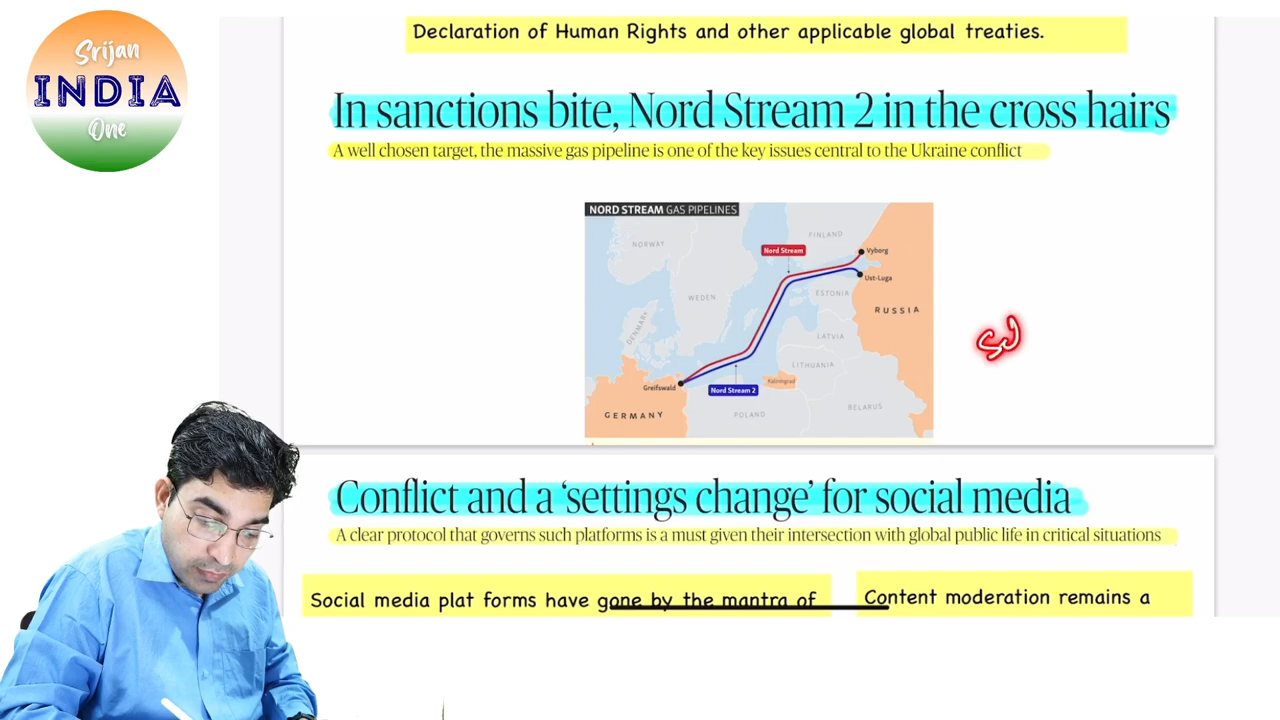 Srijan
INDIA
One
Declaration of Human Rights and other applicable global treaties.
In sanctions bite, Nord Stream 2 in the cross hairs
A well chosen target, the massive gas pipeline is one of the key issues central to the Ukraine conflict
NORD STREAM GAS PIPELINES
NORWAY
FINLAND
Nord Stream
Vyborg
Ust-Luga
WEDEN
ESTONIA
RUSSIA
DENMARK
LATVIA
LITHUANIA
Kaliningrad
Greifswald
Nord Stream 2
GERMANY
POLAND
BELARUS
Conflict and a ‘settings change’ for social media
A clear protocol that governs such platforms is a must given their intersection with global public life in critical situations
Social media plat forms have gone by the mantra of
Content moderation remains a